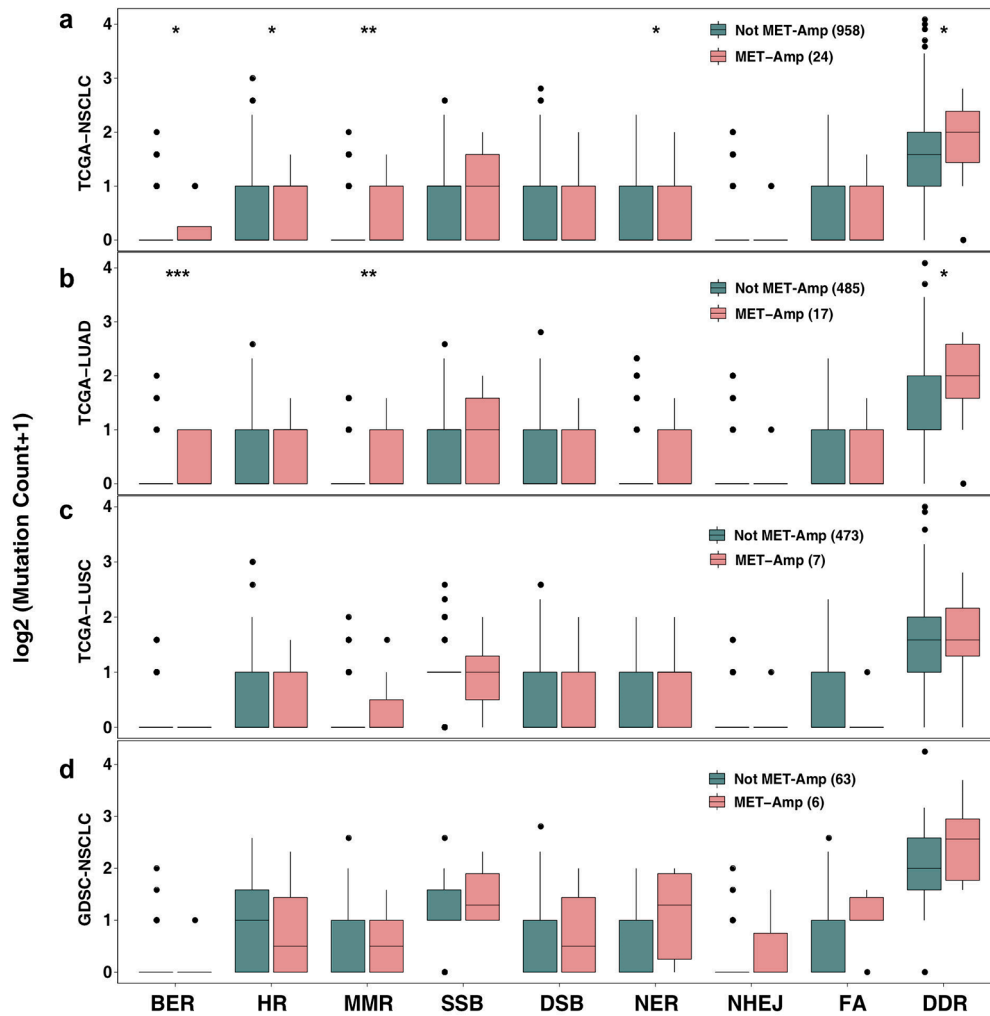 a
TCGA−NSCLC
4
3
2
1
0
*
*
**
*
*
Not MET-Amp (958)
MET−Amp (24)
b
TCGA−LUAD
4
3
2
1
0
***
**
*
Not MET-Amp (485)
MET−Amp (17)
c
TCGA−LUSC
4
3
2
1
0
Not MET-Amp (473)
MET−Amp (7)
d
GDSC-NSCLC
4
3
2
1
0
Not MET-Amp (63)
MET−Amp (6)
log2 (Mutation Count+1)
BER HR MMR SSB DSB NER NHEJ FA DDR